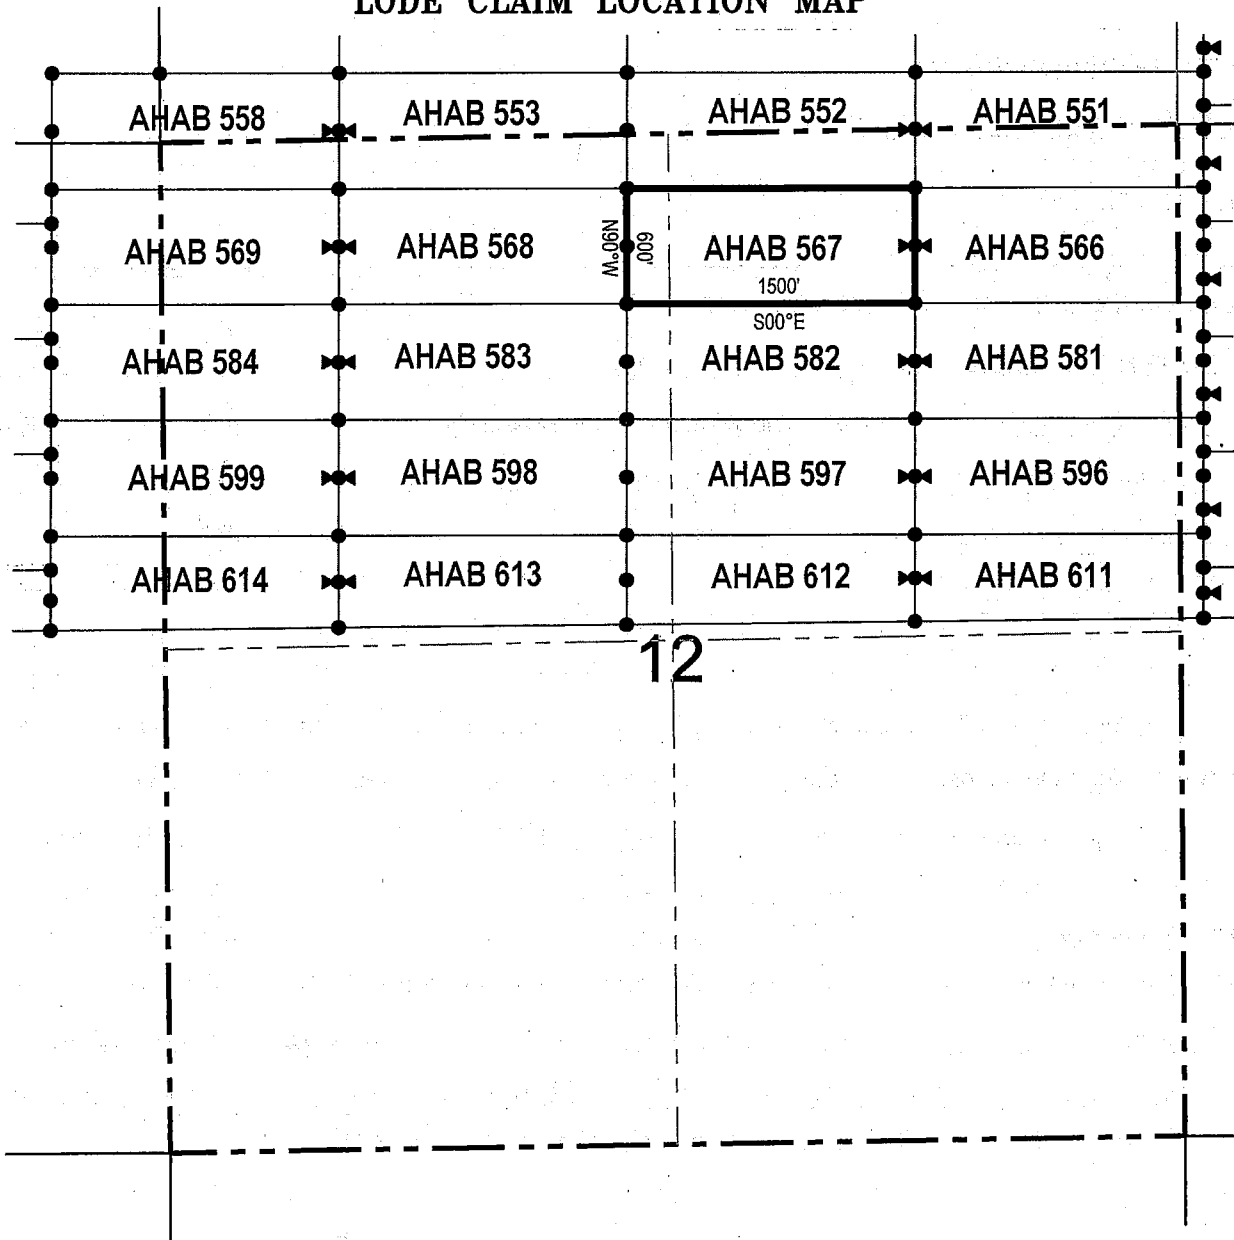 LODE CLAIM LOCATION MAP
AHAB 558 AHAB 553 AHAB 552 AHAB 551
AHAB 569 AHAB 568 N90°W 600' AHAB 567 AHAB 566
1500'
S00°E
AHAB 584 AHAB 583 AHAB 582 AHAB 581
AHAB 599 AHAB 598 AHAB 597 AHAB 596
AHAB 614 AHAB 613 AHAB 612 AHAB 611
12